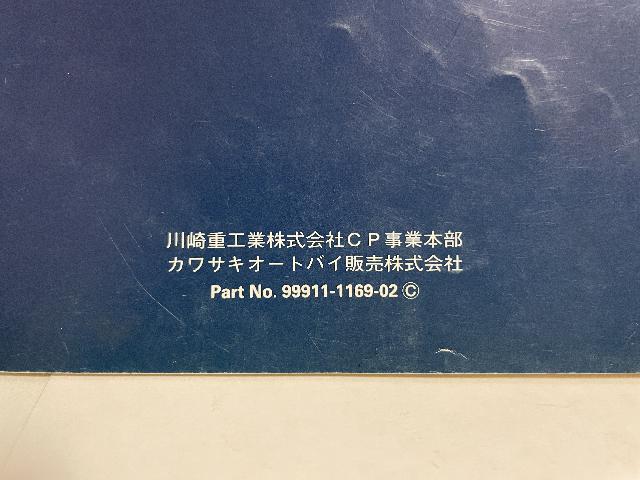 川崎重工業株式会社ＣＰ事業本部
カワサキオートバイ販売株式会社
Part No. 99911-1169-02 ©